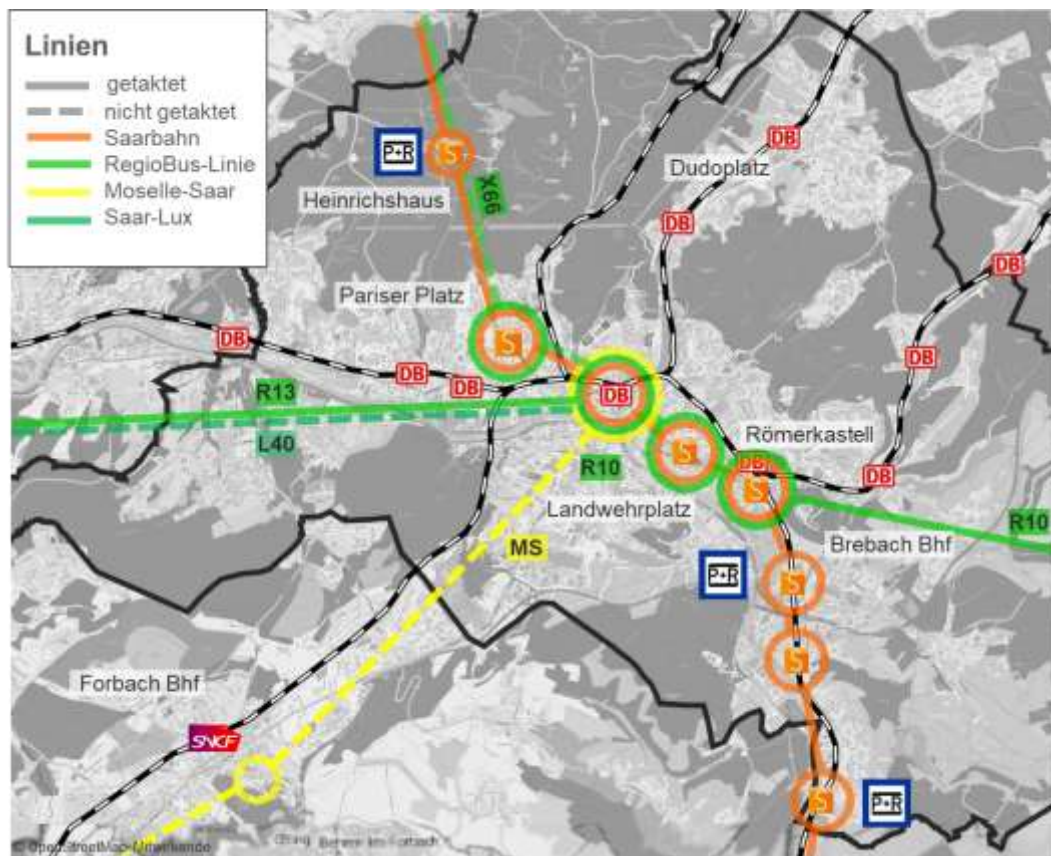 Linien
getaktet
nicht getaktet
Saarbahn
RegioBus-Linie
Moselle-Saar
Saar-Lux
P+R
S
Heinrichshaus
X66
DB
Dudoplatz
DB
DB
Pariser Platz
S
DB
DB
DB
DB
DB
R13
L40
R10
S
Römerkastell
DB
S
DB
Landwehrplatz
R10
MS
Brebach Bhf
P+R
S
S
Forbach Bhf
SNCF
S
P+R
© OpenStreetMap-Mitwirkende